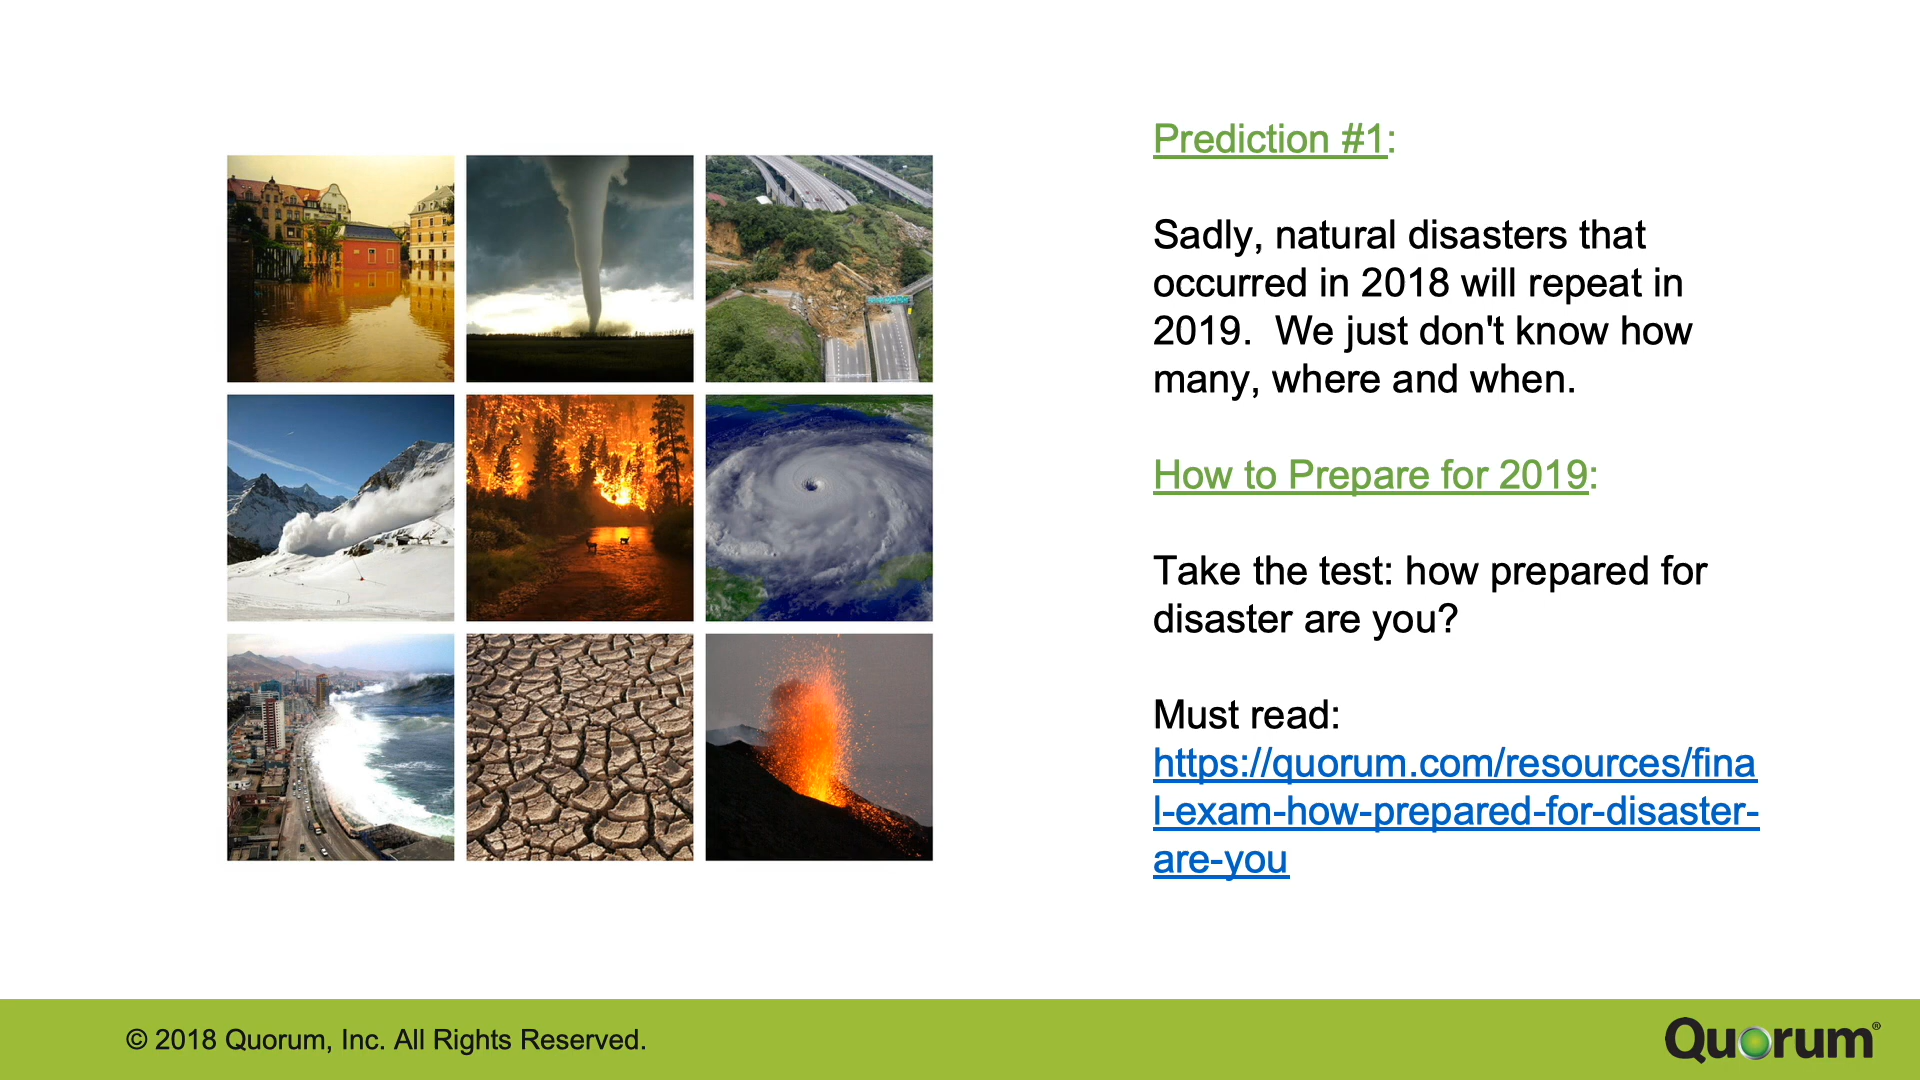 Prediction #1:
Sadly, natural disasters that
occurred in 2018 will repeat in
2019.  We just don't know how
many, where and when.
How to Prepare for 2019:
Take the test: how prepared for
disaster are you?
Must read:
https://quorum.com/resources/fina
l-exam-how-prepared-for-disaster-
are-you
© 2018 Quorum, Inc. All Rights Reserved.
Quorum®